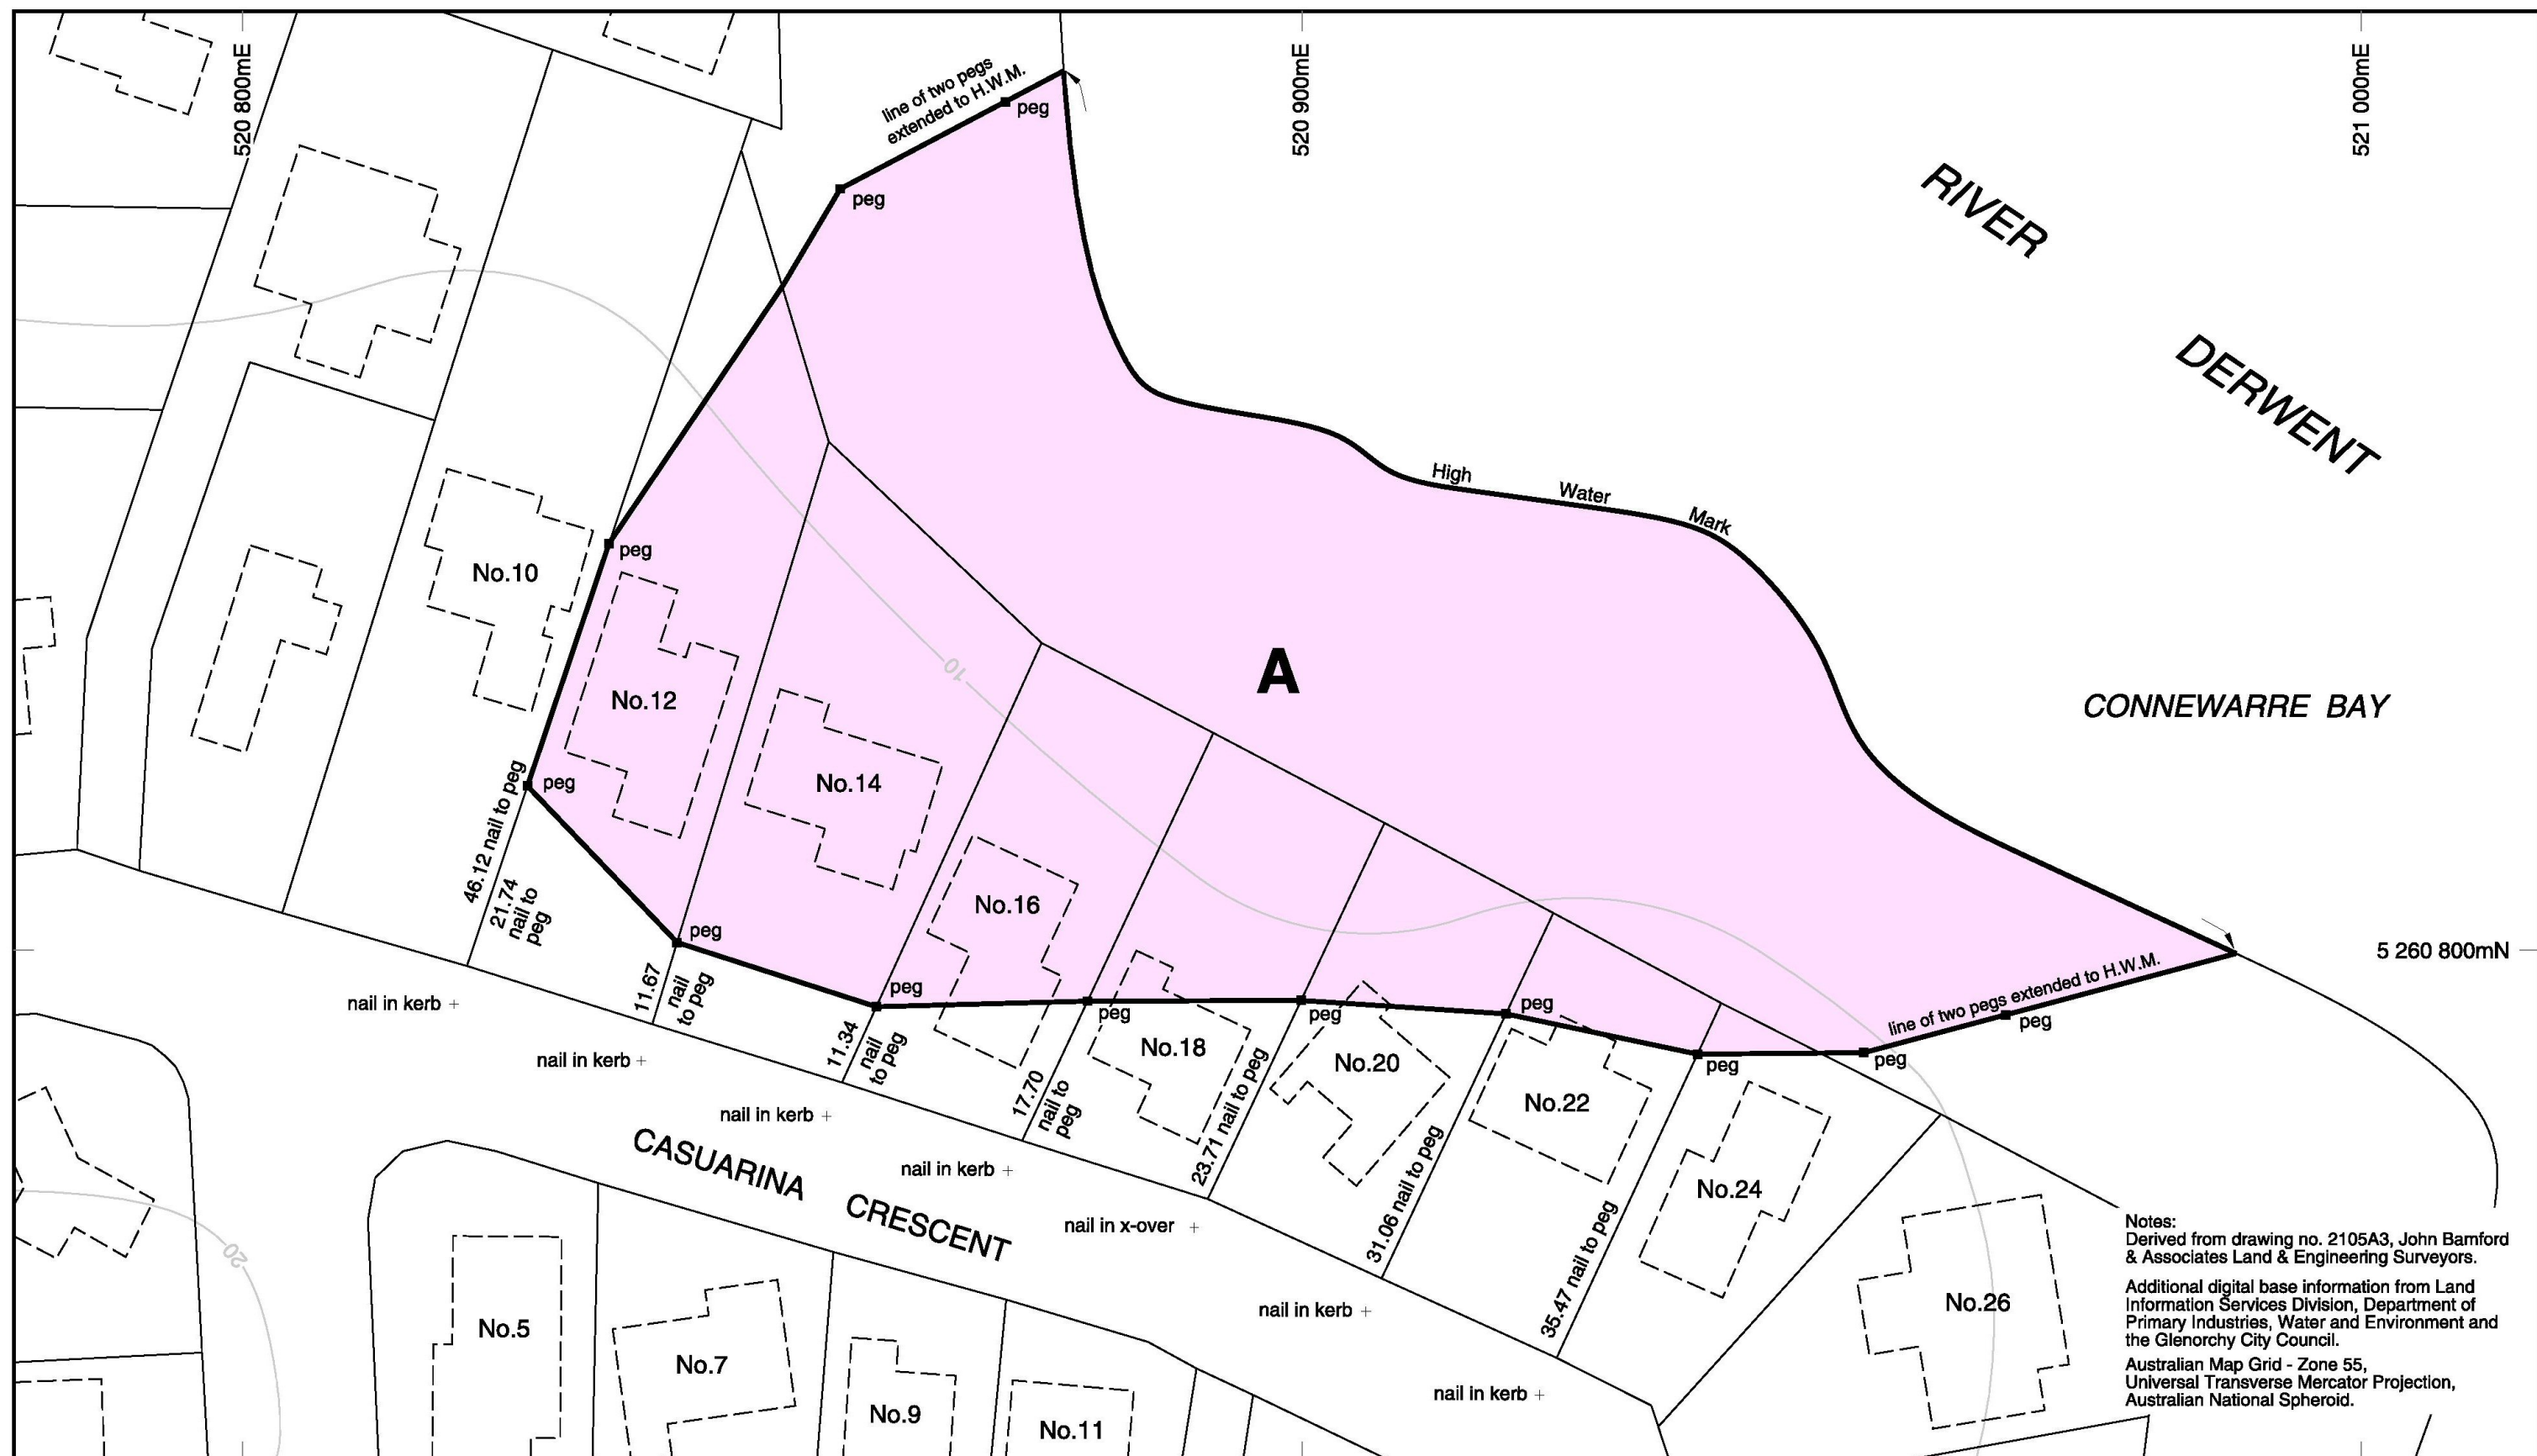 520 800mE
520 900mE
521 000mE
line of two pegs
extended to H.W.M.
peg
peg
RIVER
DERWENT
High Water Mark
peg
No.10
10
A
No.12
CONNEWARRE BAY
peg
No.14
46.12 nail to peg
21.74
nail to
peg
No.16
peg
5 260 800mN
line of two pegs extended to H.W.M.
peg
11.67
nail
to peg
nail in kerb +
peg
peg
peg
peg
No.18
11.34
nail
to peg
nail in kerb +
No.20
peg
peg
No.22
17.70
nail to
peg
nail in kerb +
23.71 nail to peg
CASUARINA CRESCENT
nail in kerb +
31.06 nail to peg
No.24
nail in x-over +
35.47 nail to peg
20
nail in kerb +
No.26
No.5
No.7
nail in kerb +
No.9
No.11
Notes:
Derived from drawing no. 2105A3, John Bamford
& Associates Land & Engineering Surveyors.
Additional digital base information from Land
Information Services Division, Department of
Primary Industries, Water and Environment and
the Glenorchy City Council.
Australian Map Grid - Zone 55,
Universal Transverse Mercator Projection,
Australian National Spheroid.